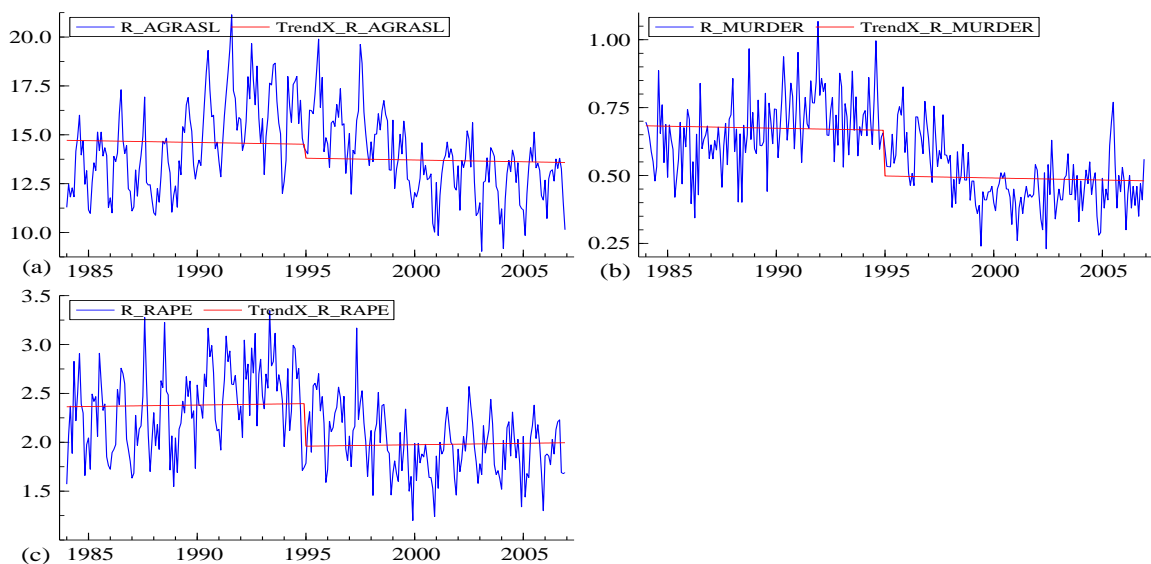 R_AGRASL TrendX_R_AGRASL
20.0
17.5
15.0
12.5
10.0
1985 1990 1995 2000 2005
(a)
R_MURDER TrendX_R_MURDER
1.00
0.75
0.50
0.25
1985 1990 1995 2000 2005
(b)
R_RAPE TrendX_R_RAPE
3.5
3.0
2.5
2.0
1.5
1985 1990 1995 2000 2005
(c)